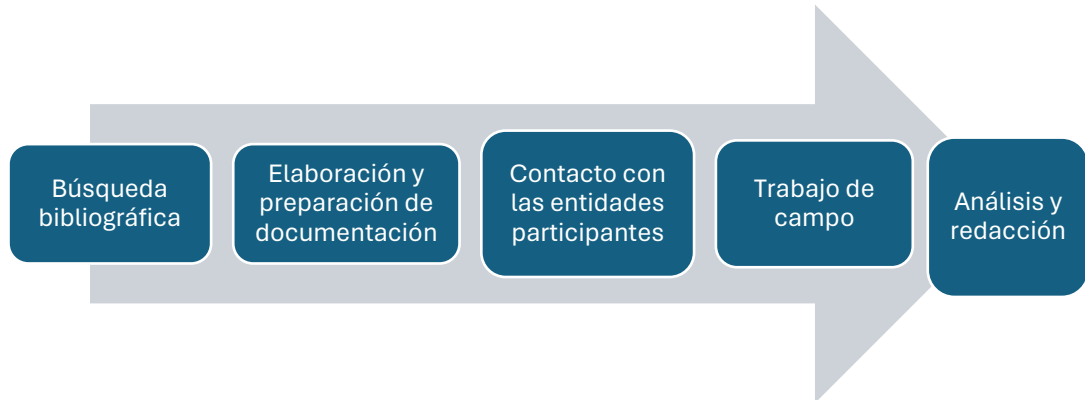 Búsqueda
bibliográfica
Elaboración y
preparación de
documentación
Contacto con
las entidades
participantes
Trabajo de
campo
Análisis y
redacción